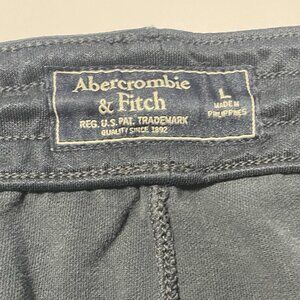 Abercrombie
& Fitch
REG. U.S. PAT. TRADEMARK
QUALITY SINCE 1892
L
MADE IN
PHILIPPINES